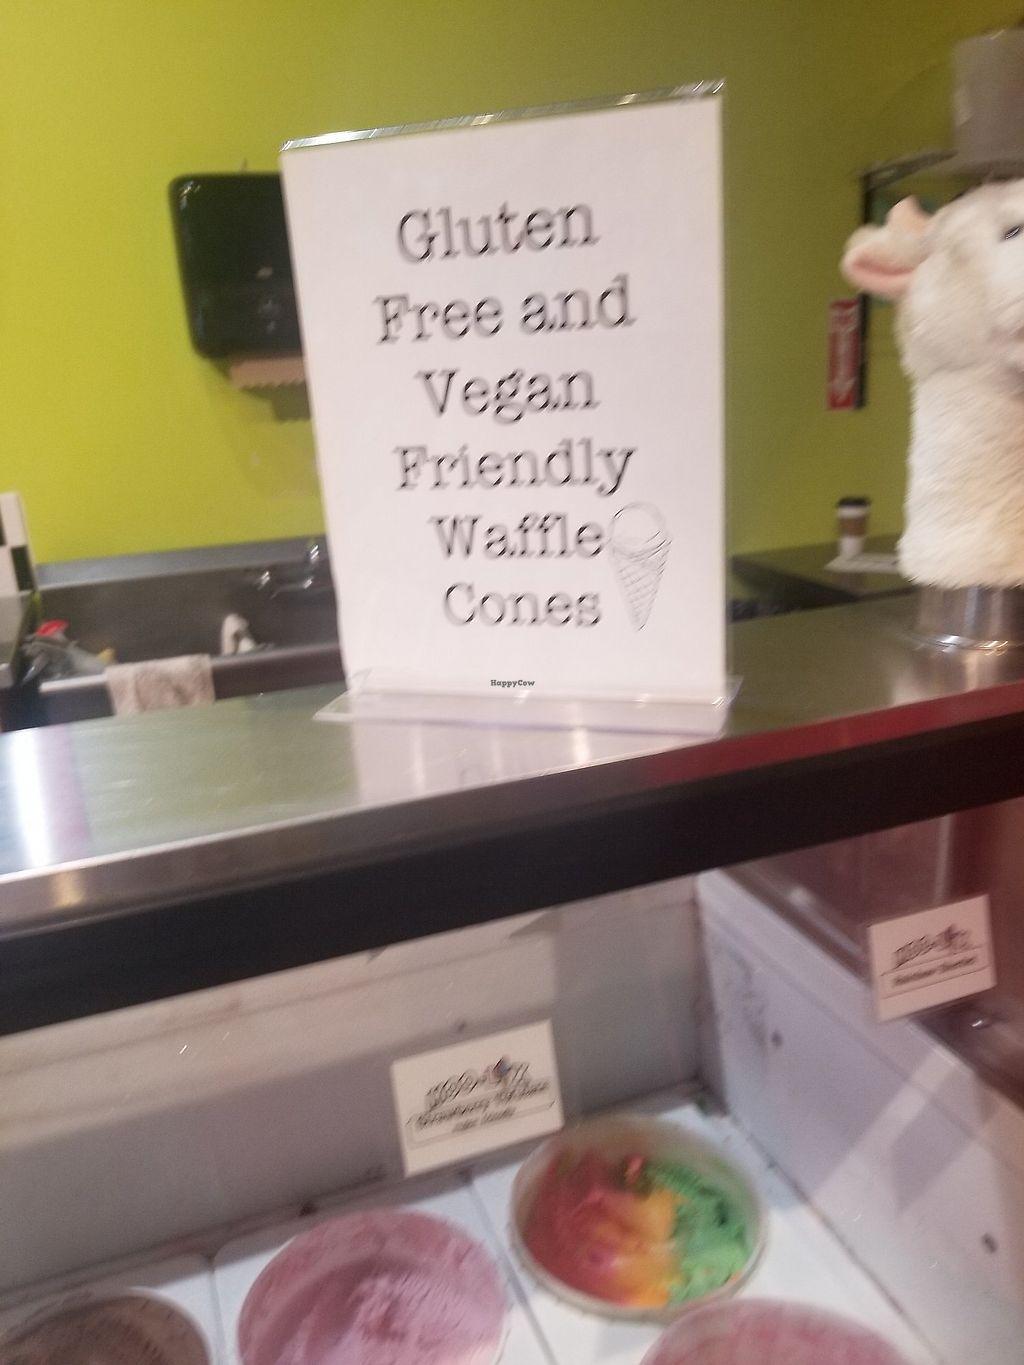 Gluten
Free and
Vegan
Friendly
Waffle
Cones
HappyCow